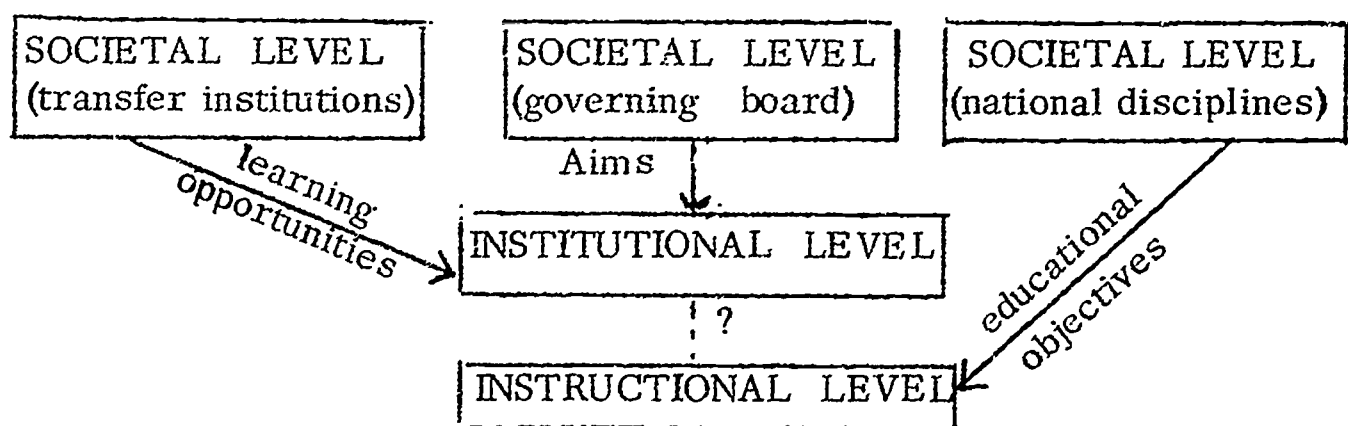 SOCIETAL LEVEL
(transfer institutions)
SOCIETAL LEVEL
(governing board)
SOCIETAL LEVEL
(national disciplines)
learning
opportunities
Aims
educational
objectives
INSTITUTIONAL LEVEL
?
INSTRUCTIONAL LEVEL